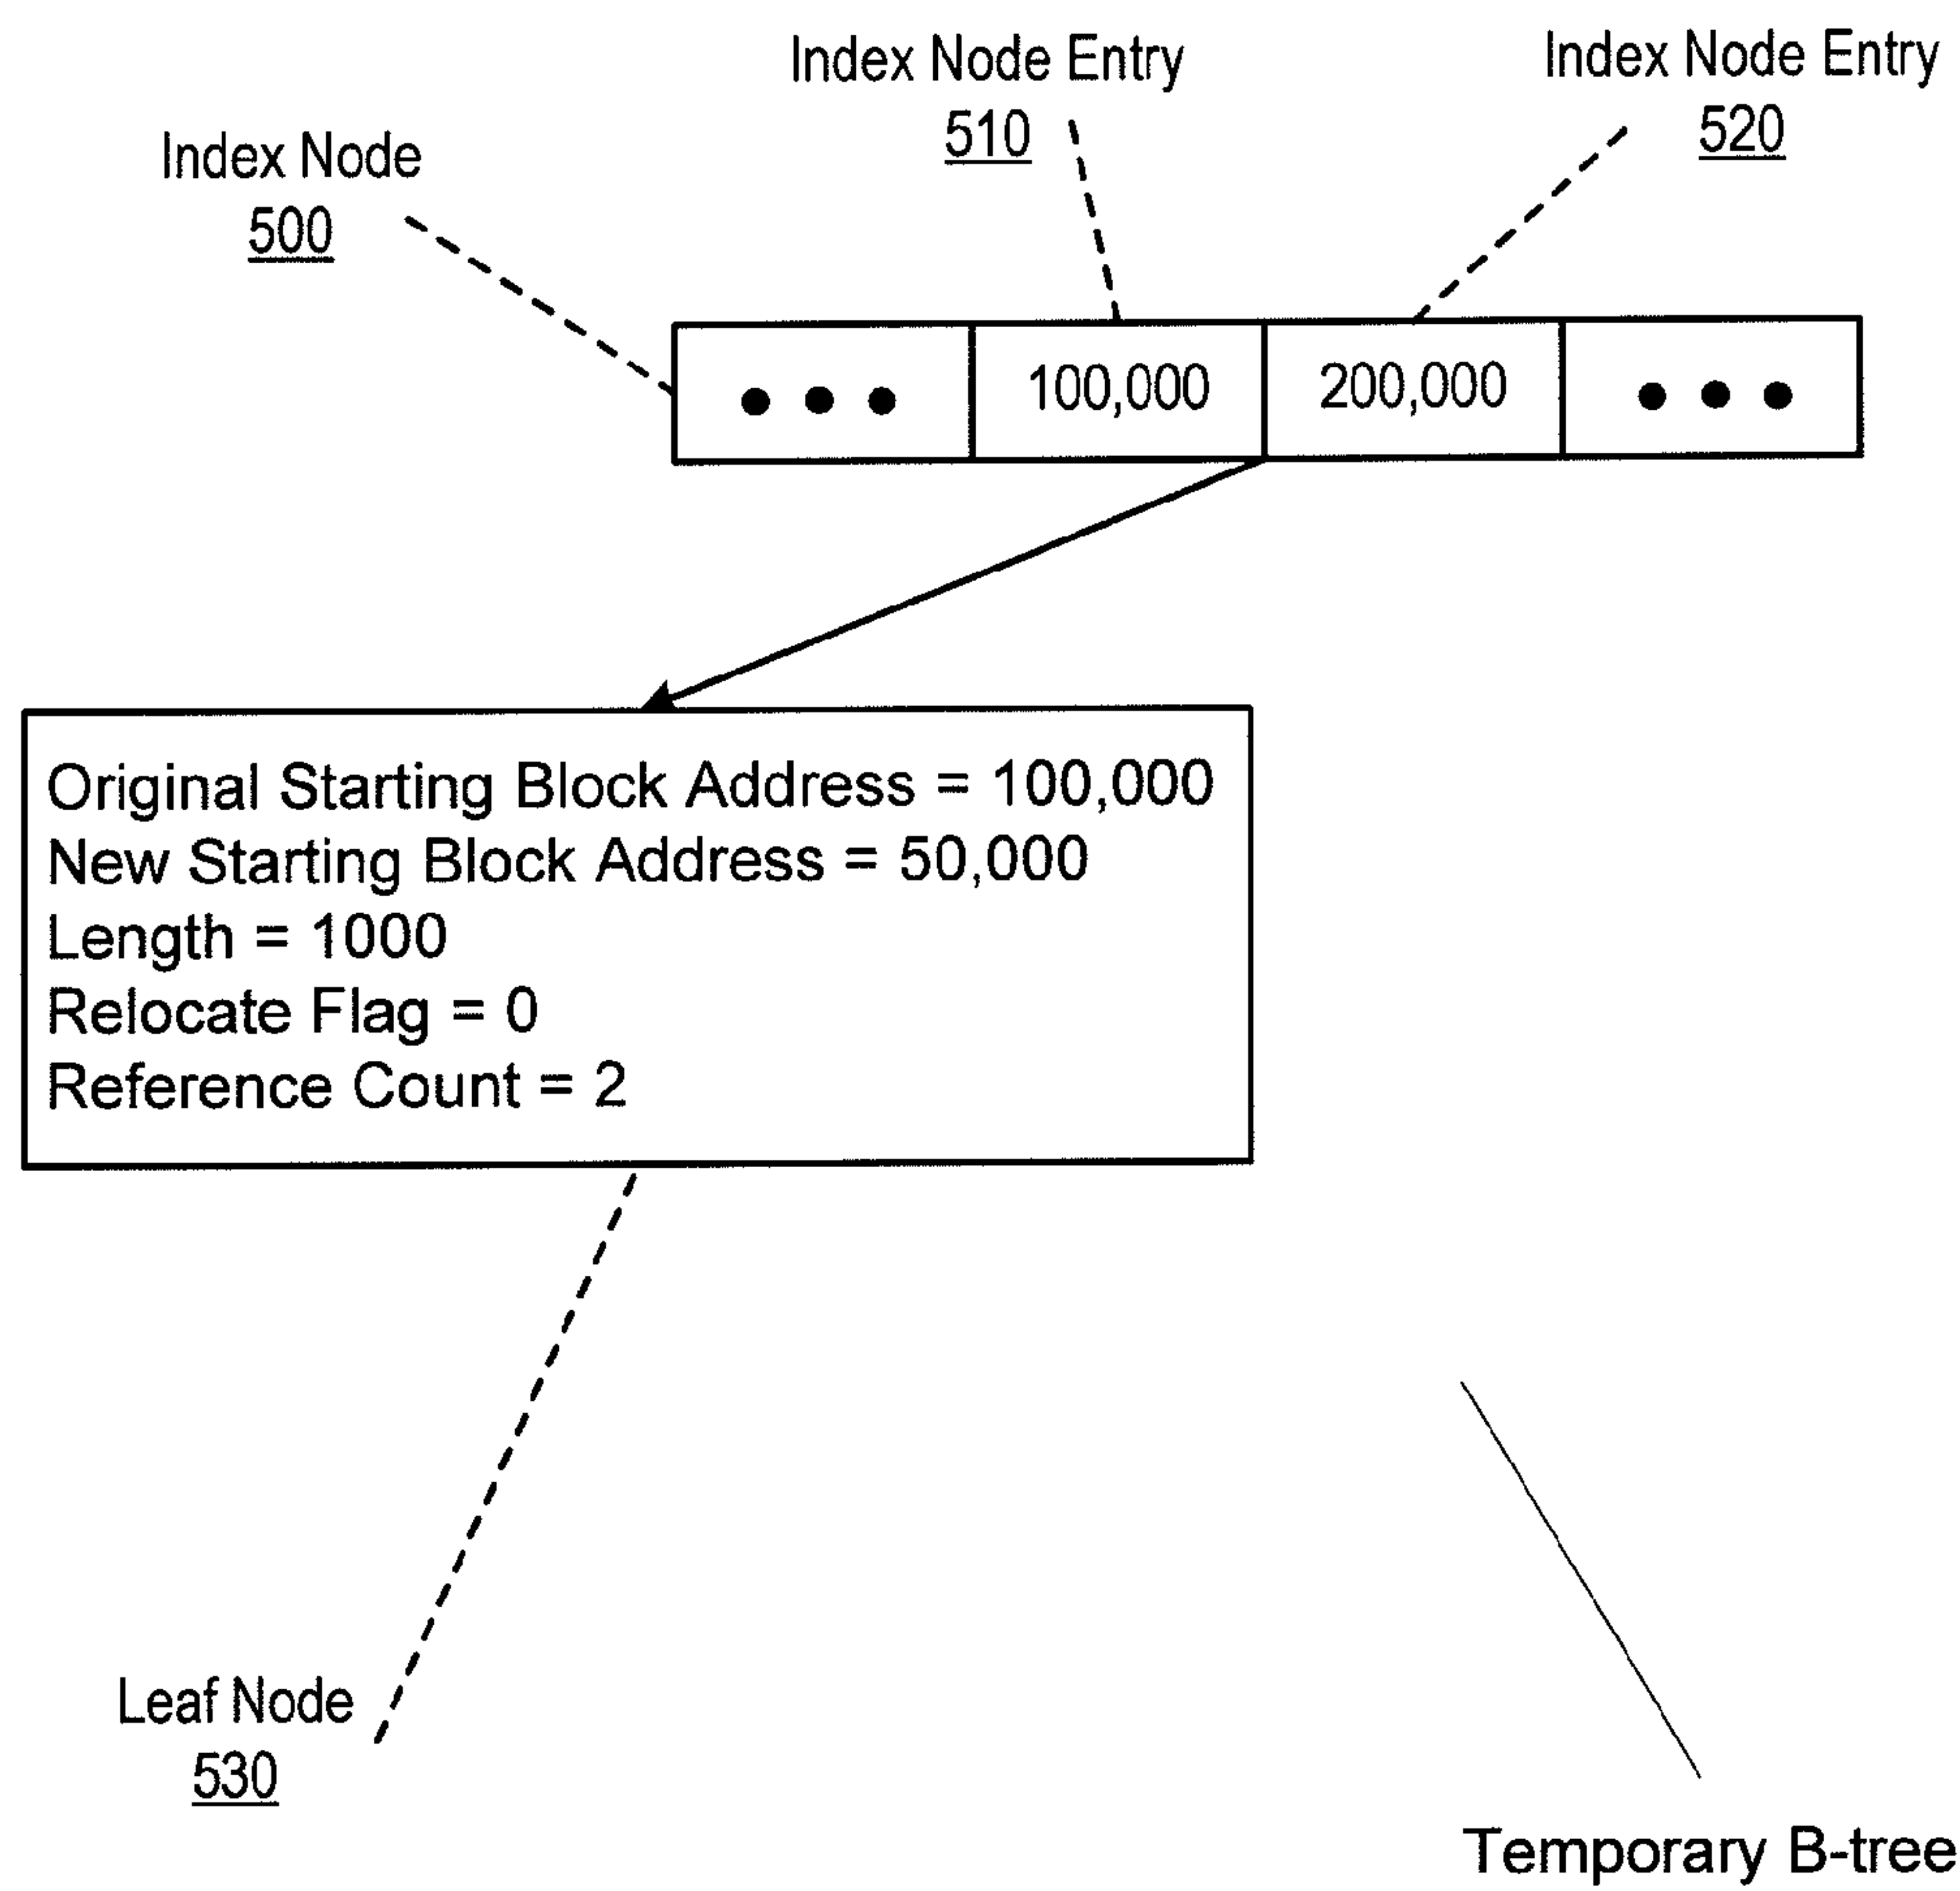 Index Node Entry
510
Index Node Entry
520
Index Node
500
100,000
200,000
Original Starting Block Address = 100,000
New Starting Block Address = 50,000
Length = 1000
Relocate Flag = 0
Reference Count = 2
Leaf Node
530
Temporary B-tree